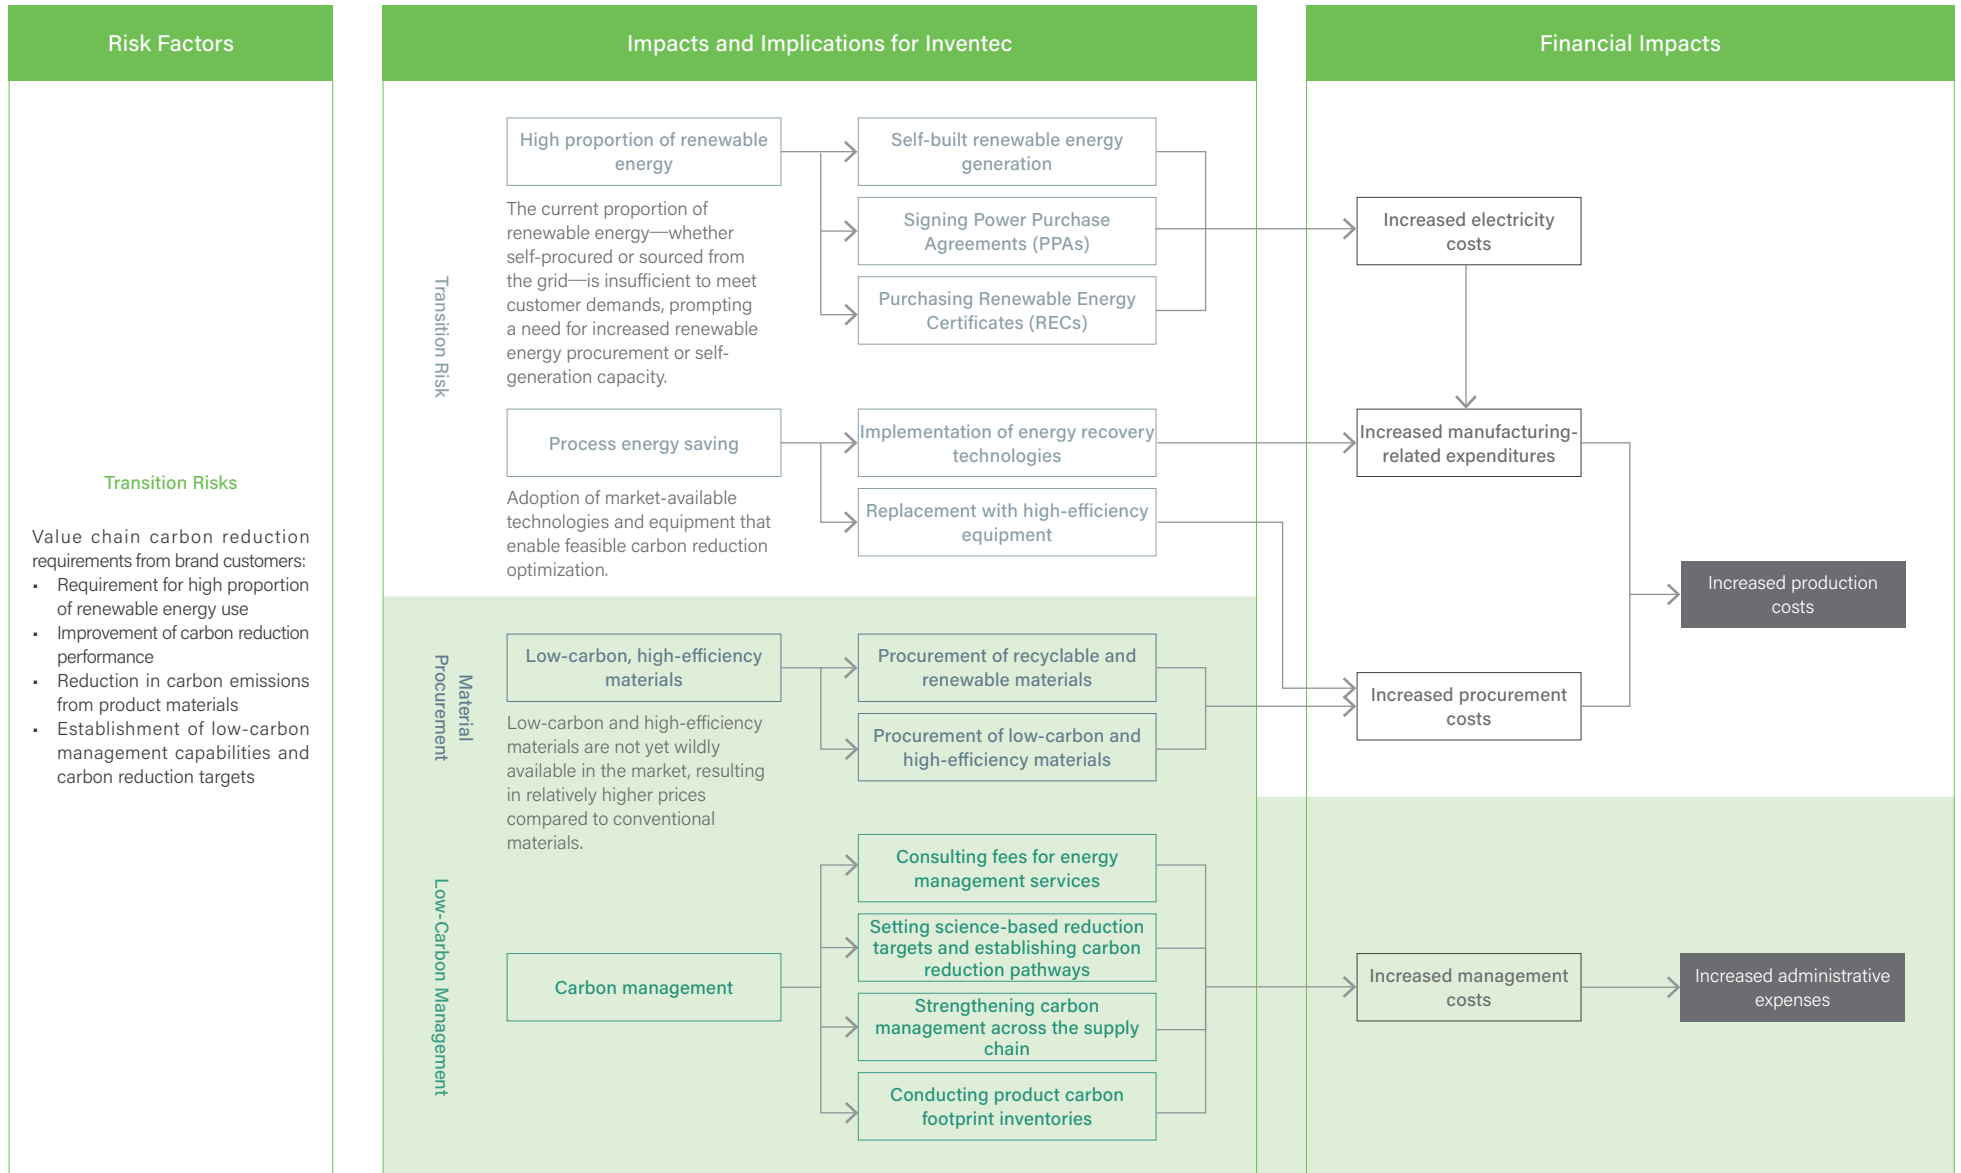 Risk Factors
Impacts and Implications for Inventec
Financial Impacts
Transition Risks
Value chain carbon reduction
requirements from brand customers:
▪ Requirement for high proportion
of renewable energy use
▪ Improvement of carbon reduction
performance
▪ Reduction in carbon emissions
from product materials
▪ Establishment of low-carbon
management capabilities and
carbon reduction targets
Transition Risk
High proportion of renewable
energy
The current proportion of
renewable energy—whether
self-procured or sourced from
the grid—is insufficient to meet
customer demands, prompting
a need for increased renewable
energy procurement or self-
generation capacity.
Self-built renewable energy
generation
Signing Power Purchase
Agreements (PPAs)
Purchasing Renewable Energy
Certificates (RECs)
Increased electricity
costs
Process energy saving
Adoption of market-available
technologies and equipment that
enable feasible carbon reduction
optimization.
Implementation of energy recovery
technologies
Replacement with high-efficiency
equipment
Increased manufacturing-
related expenditures
Increased production
costs
Material
Procurement
Low-carbon, high-efficiency
materials
Low-carbon and high-efficiency
materials are not yet wildly
available in the market, resulting
in relatively higher prices
compared to conventional
materials.
Procurement of recyclable and
renewable materials
Procurement of low-carbon and
high-efficiency materials
Increased procurement
costs
Low-Carbon Management
Carbon management
Consulting fees for energy
management services
Setting science-based reduction
targets and establishing carbon
reduction pathways
Strengthening carbon
management across the supply
chain
Conducting product carbon
footprint inventories
Increased management
costs
Increased administrative
expenses